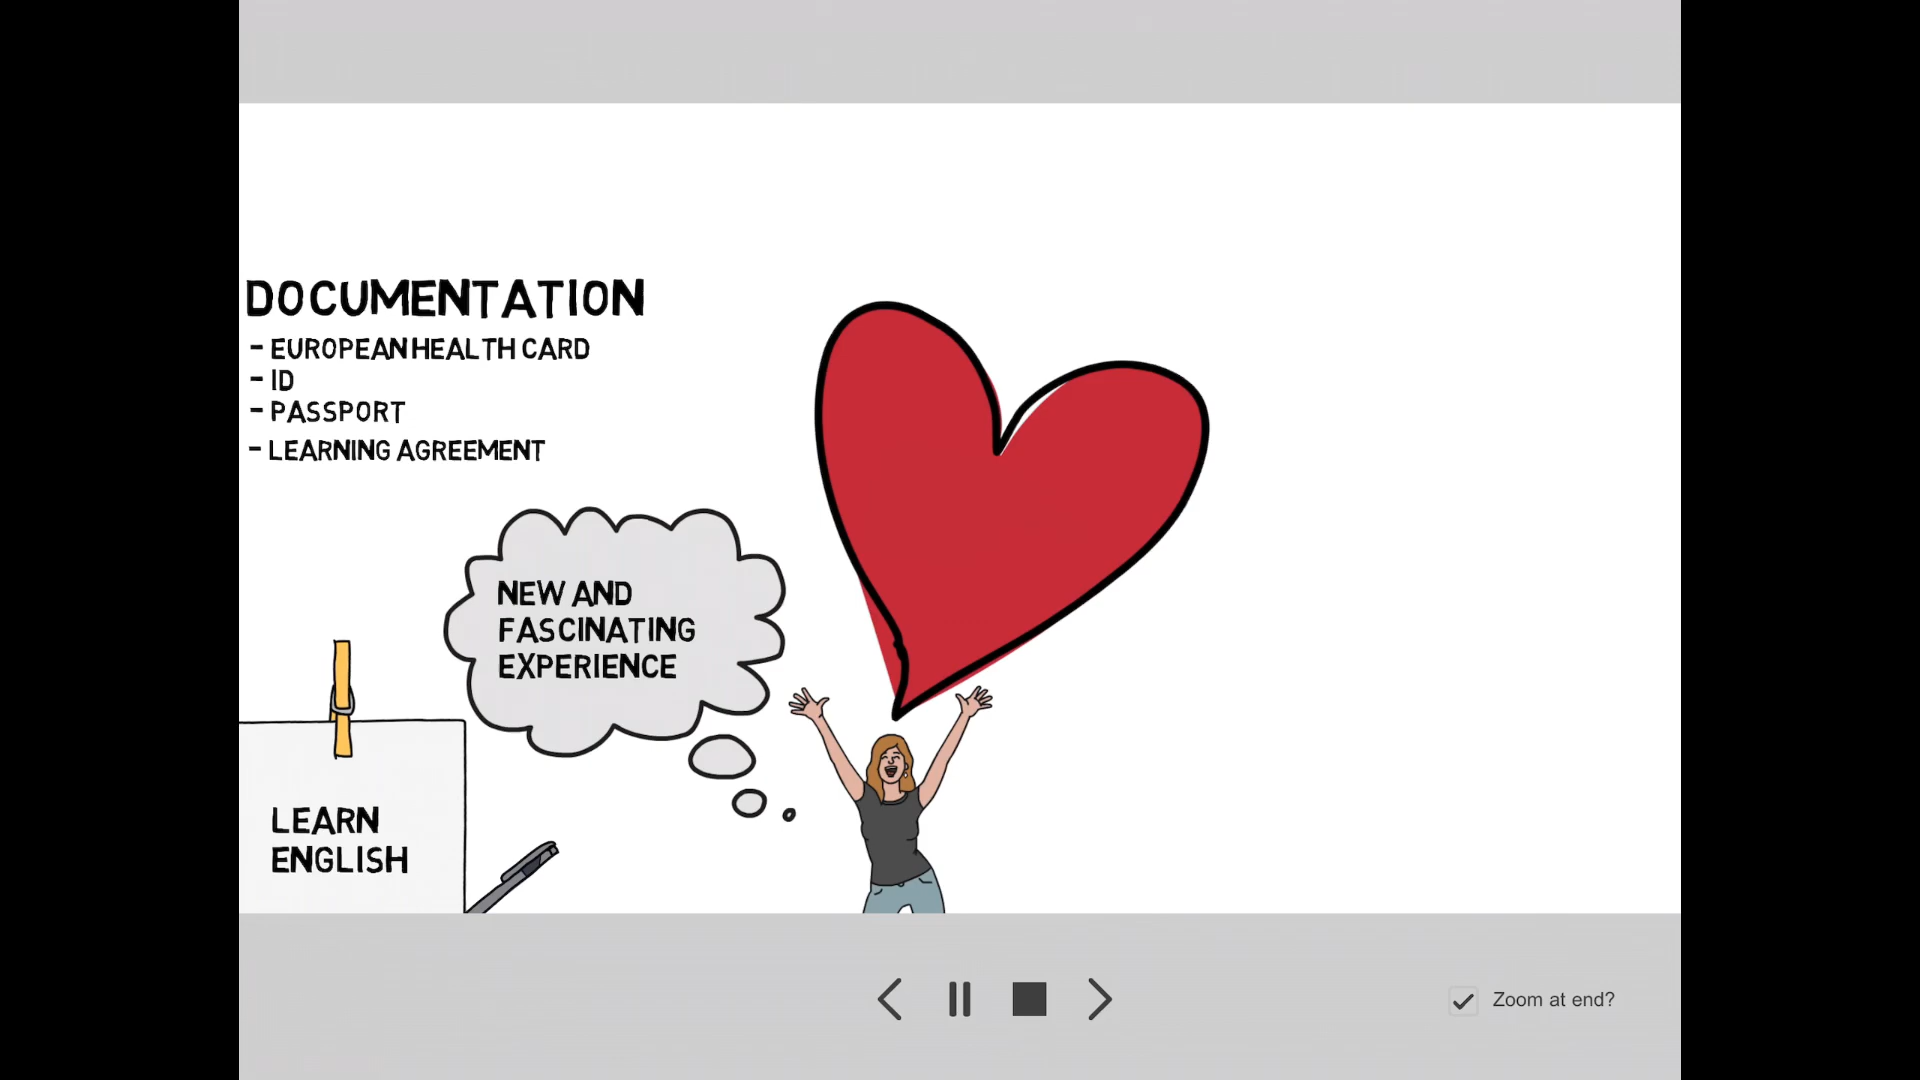 DOCUMENTATION
- EUROPEAN HEALTH CARD
- ID
- PASSPORT
- LEARNING AGREEMENT
NEW AND
FASCINATING
EXPERIENCE
LEARN
ENGLISH
Zoom at end?